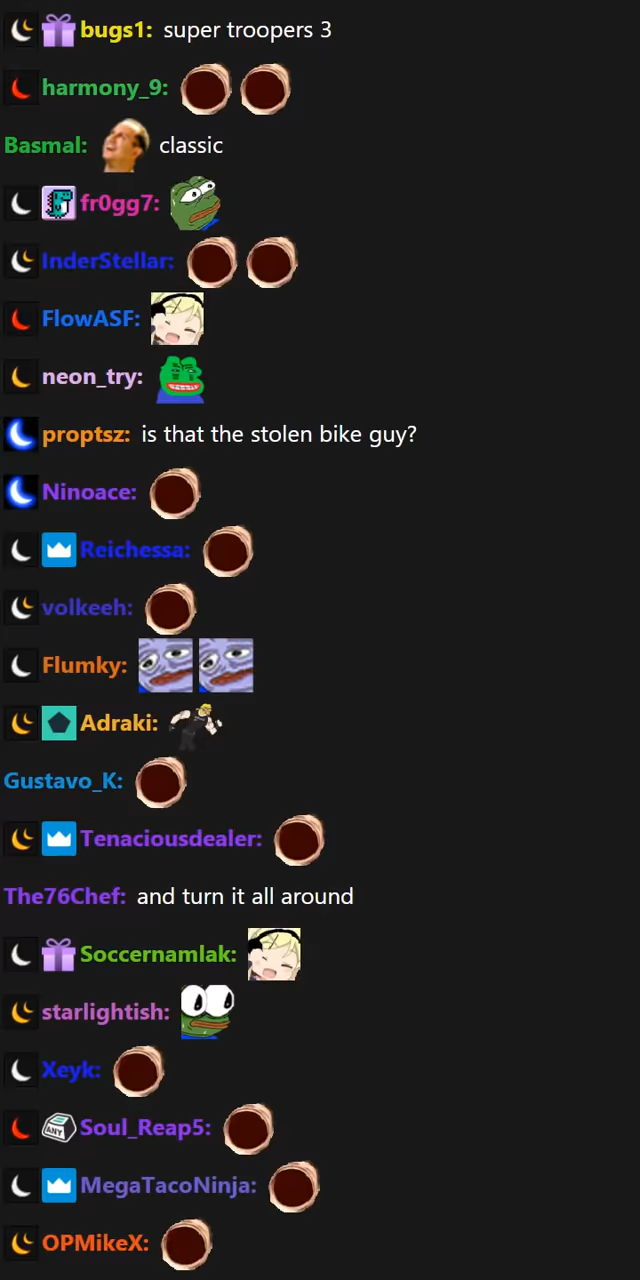 bugs1: super troopers 3
harmony_9:
Basmal: classic
fr0gg7:
InderStellar:
FlowASF:
neon_try:
proptsz: is that the stolen bike guy?
Ninoace:
Reichessa:
volkeeh:
Flumky:
Adraki:
Gustavo_K:
Tenaciousdealer:
The76Chef: and turn it all around
Soccernamlak:
starlightish:
Xeyk:
ANY Soul_Reap5:
MegaTacoNinja:
OPMikeX: